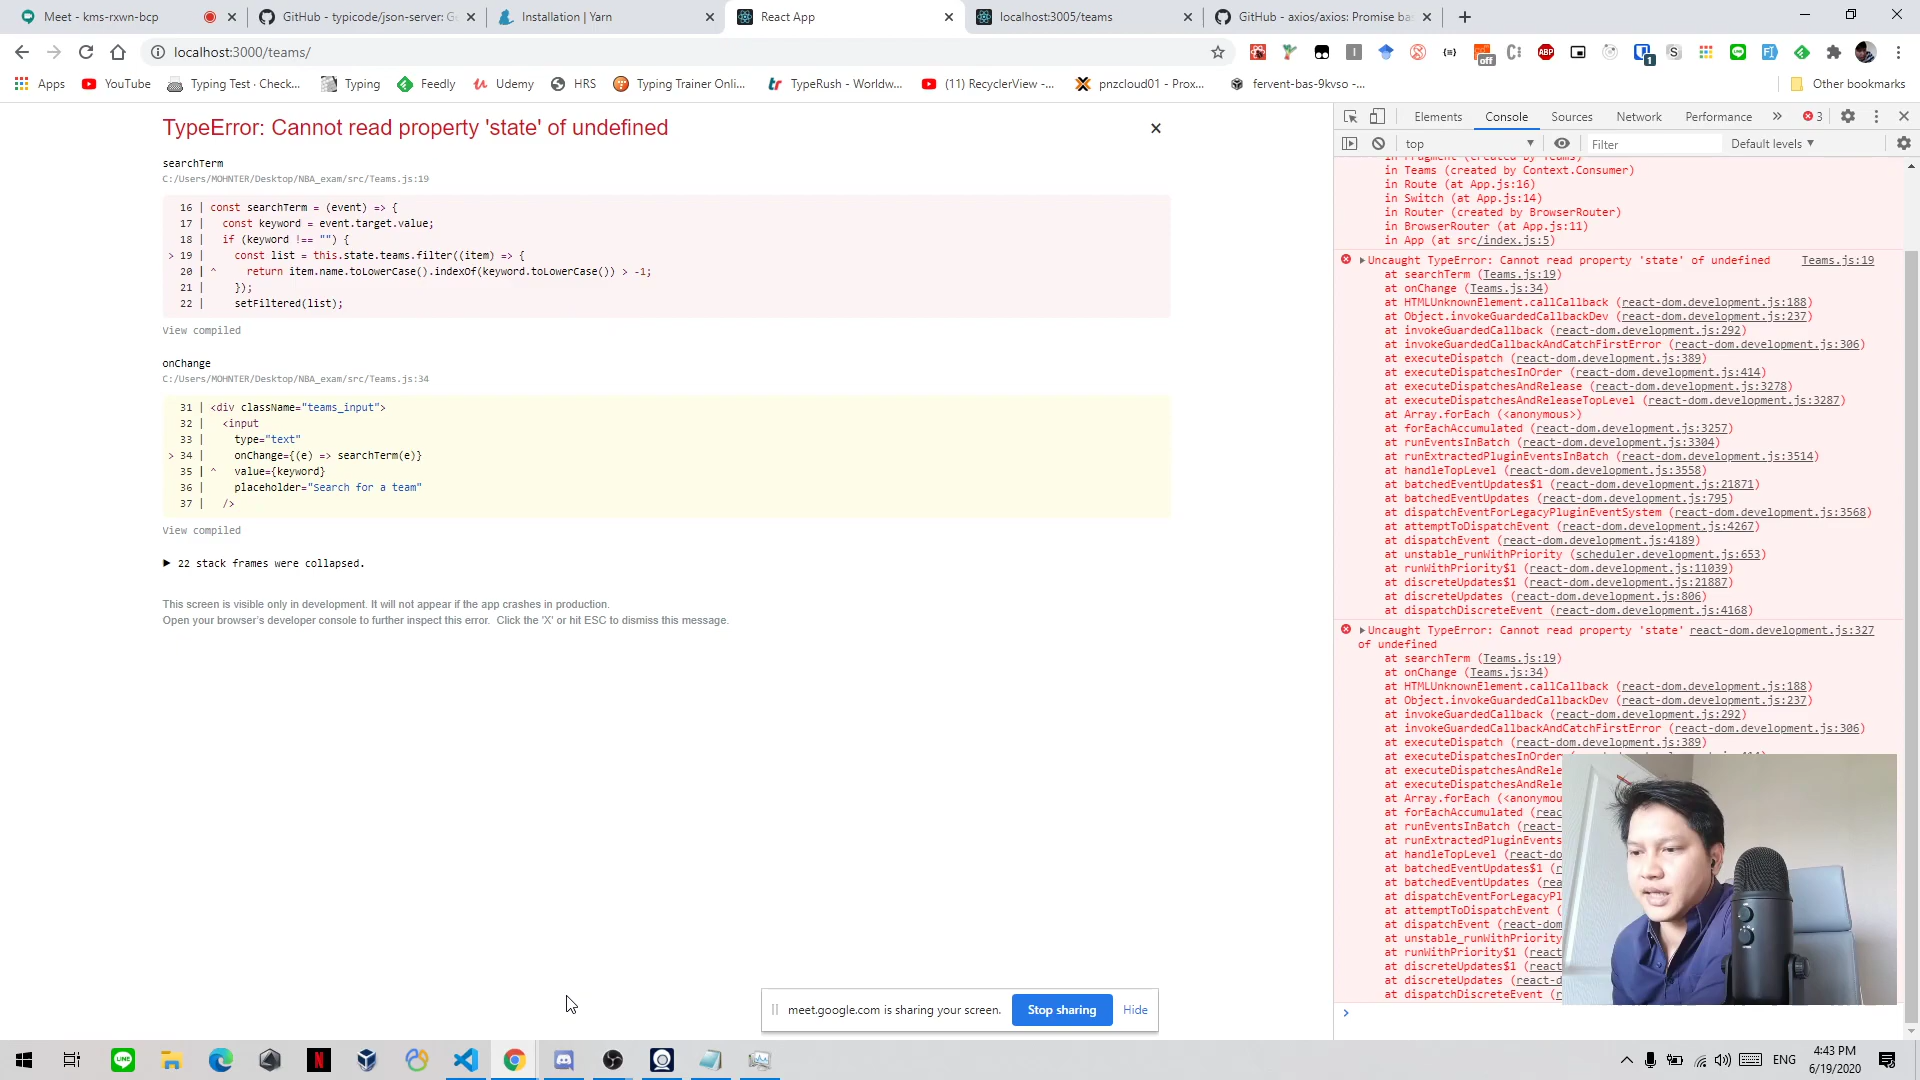 Meet - kms-rxwn-bcp
GitHub - typicode/json-server: Ge
Installation | Yarn
React App
localhost:3005/teams
GitHub - axios/axios: Promise ba
localhost:3000/teams/
Apps YouTube Typing Test · Check... Typing Feedly Udemy HRS Typing Trainer Onli... TypeRush - Worldw... (11) RecyclerView -... pnzcloud01 - Prox... fervent-bas-9kvso -... Other bookmarks
TypeError: Cannot read property 'state' of undefined
searchTerm
C:/Users/MOHNTER/Desktop/NBA_exam/src/Teams.js:19
16 | const searchTerm = (event) => {
17 | const keyword = event.target.value;
18 | if (keyword !== "") {
> 19 | const list = this.state.teams.filter((item) => {
20 | ^ return item.name.toLowerCase().indexOf(keyword.toLowerCase()) > -1;
21 | });
22 | setFiltered(list);
View compiled
onChange
C:/Users/MOHNTER/Desktop/NBA_exam/src/Teams.js:34
31 | <div className="teams_input">
32 | <input
33 | type="text"
> 34 | onChange={(e) => searchTerm(e)}
35 | ^ value={keyword}
36 | placeholder="Search for a team"
37 | />
View compiled
▶ 22 stack frames were collapsed.
This screen is visible only in development. It will not appear if the app crashes in production.
Open your browser's developer console to further inspect this error. Click the 'X' or hit ESC to dismiss this message.
Elements Console Sources Network Performance » 3
top Filter Default levels
in Fragment (created by Teams)
in Teams (created by Context.Consumer)
in Route (at App.js:16)
in Switch (at App.js:14)
in Router (created by BrowserRouter)
in BrowserRouter (at App.js:11)
in App (at src/index.js:5)
Uncaught TypeError: Cannot read property 'state' of undefined Teams.js:19
at searchTerm (Teams.js:19)
at onChange (Teams.js:34)
at HTMLUnknownElement.callCallback (react-dom.development.js:188)
at Object.invokeGuardedCallbackDev (react-dom.development.js:237)
at invokeGuardedCallback (react-dom.development.js:292)
at invokeGuardedCallbackAndCatchFirstError (react-dom.development.js:306)
at executeDispatch (react-dom.development.js:389)
at executeDispatchesInOrder (react-dom.development.js:414)
at executeDispatchesAndRelease (react-dom.development.js:3278)
at executeDispatchesAndReleaseTopLevel (react-dom.development.js:3287)
at Array.forEach (<anonymous>)
at forEachAccumulated (react-dom.development.js:3257)
at runEventsInBatch (react-dom.development.js:3304)
at runExtractedPluginEventsInBatch (react-dom.development.js:3514)
at handleTopLevel (react-dom.development.js:3558)
at batchedEventUpdates$1 (react-dom.development.js:21871)
at batchedEventUpdates (react-dom.development.js:795)
at dispatchEventForLegacyPluginEventSystem (react-dom.development.js:3568)
at attemptToDispatchEvent (react-dom.development.js:4267)
at dispatchEvent (react-dom.development.js:4189)
at unstable_runWithPriority (scheduler.development.js:653)
at runWithPriority$1 (react-dom.development.js:11039)
at discreteUpdates$1 (react-dom.development.js:21887)
at discreteUpdates (react-dom.development.js:806)
at dispatchDiscreteEvent (react-dom.development.js:4168)
Uncaught TypeError: Cannot read property 'state' react-dom.development.js:327
of undefined
at searchTerm (Teams.js:19)
at onChange (Teams.js:34)
at HTMLUnknownElement.callCallback (react-dom.development.js:188)
at Object.invokeGuardedCallbackDev (react-dom.development.js:237)
at invokeGuardedCallback (react-dom.development.js:292)
at invokeGuardedCallbackAndCatchFirstError (react-dom.development.js:306)
at executeDispatch (react-dom.development.js:389)
at executeDispatchesInOrder
at executeDispatchesAndRele
at executeDispatchesAndRele
at Array.forEach (<anonymou
at forEachAccumulated (reac
at runEventsInBatch (react-
at runExtractedPluginEvents
at handleTopLevel (react-do
at batchedEventUpdates$1 (r
at batchedEventUpdates (rea
at dispatchEventForLegacyPl
at attemptToDispatchEvent (
at dispatchEvent (react-dom
at unstable_runWithPriority
at runWithPriority$1 (react
at discreteUpdates$1 (react
at discreteUpdates (react-d
at dispatchDiscreteEvent (r
meet.google.com is sharing your screen. Stop sharing Hide
ENG
4:43 PM
6/19/2020